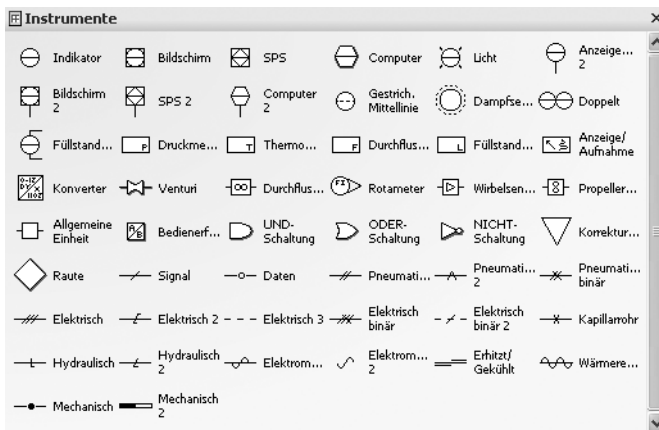 Instrumente
Indikator
Bildschirm
SPS
Computer
Licht
Anzeige...
2
Bildschirm
2
SPS 2
Computer
2
Gestrich.
Mittellinie
Dampfse...
Doppelt
Füllstand...
P
Druckme...
T
Thermo...
F
Durchflus...
L
Füllstand...
Anzeige/
Aufnahme
Konverter
Venturi
Durchflus...
FI
Rotameter
Wirbelsen...
8
Propeller...
Allgemeine
Einheit
A/B
Bedienerf...
UND-
Schaltung
ODER-
Schaltung
NICHT-
Schaltung
Korrektur...
Raute
Signal
Daten
Pneumati...
Pneumati...
2
Pneumati...
binär
Elektrisch
Elektrisch 2
Elektrisch 3
Elektrisch
binär
Elektrisch
binär 2
Kapillarrohr
Hydraulisch
Hydraulisch
2
Elektrom...
Elektrom...
2
Erhitzt/
Gekühlt
Wärmere...
Mechanisch
Mechanisch
2